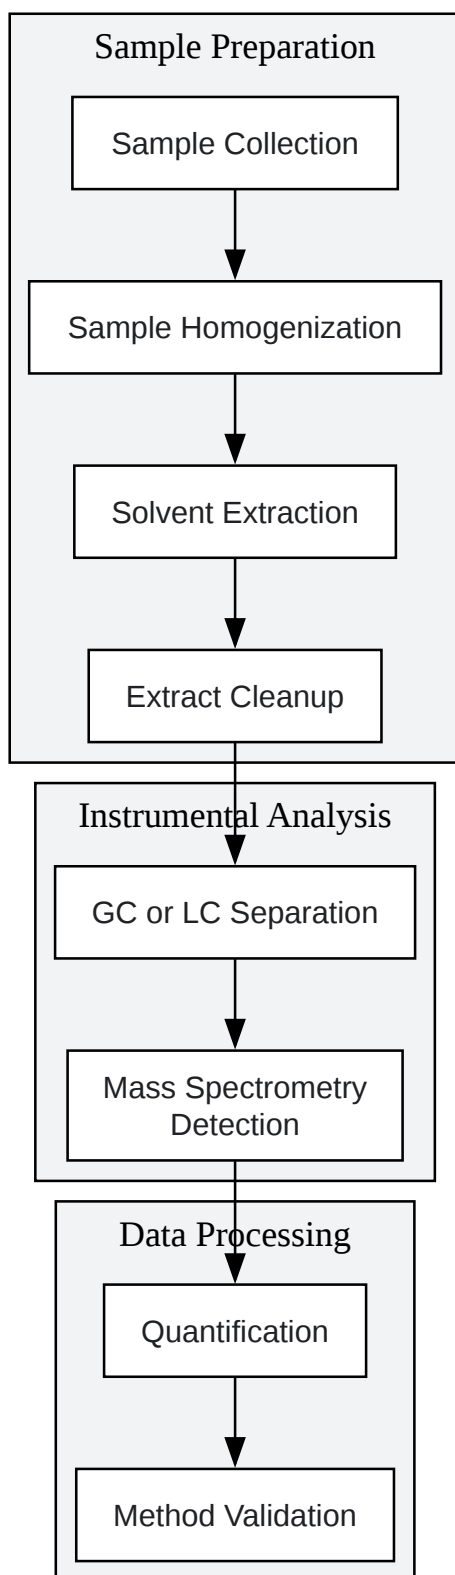 Sample Preparation
Sample Collection
Sample Homogenization
Solvent Extraction
Extract Cleanup
Instrumental Analysis
GC or LC Separation
Mass Spectrometry
Detection
Data Processing
Quantification
Method Validation